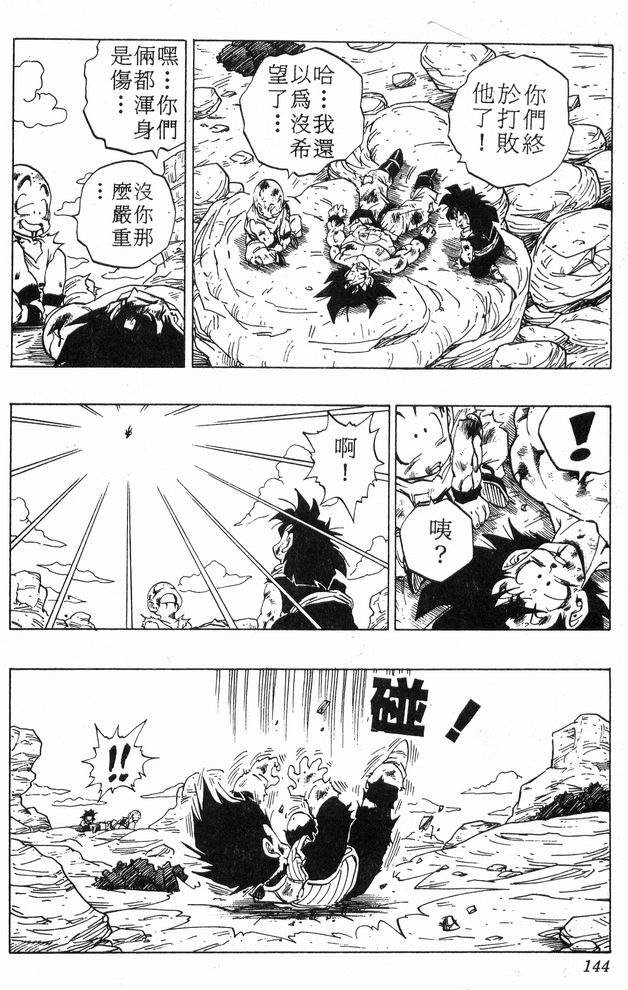 你們終
於打敗
他了！
哈…我還
以為沒希
望了…
嘿…你們
倆都渾身
是傷…
沒你那
麼嚴重
…
！
咦？
啊！
碰！
!!
144